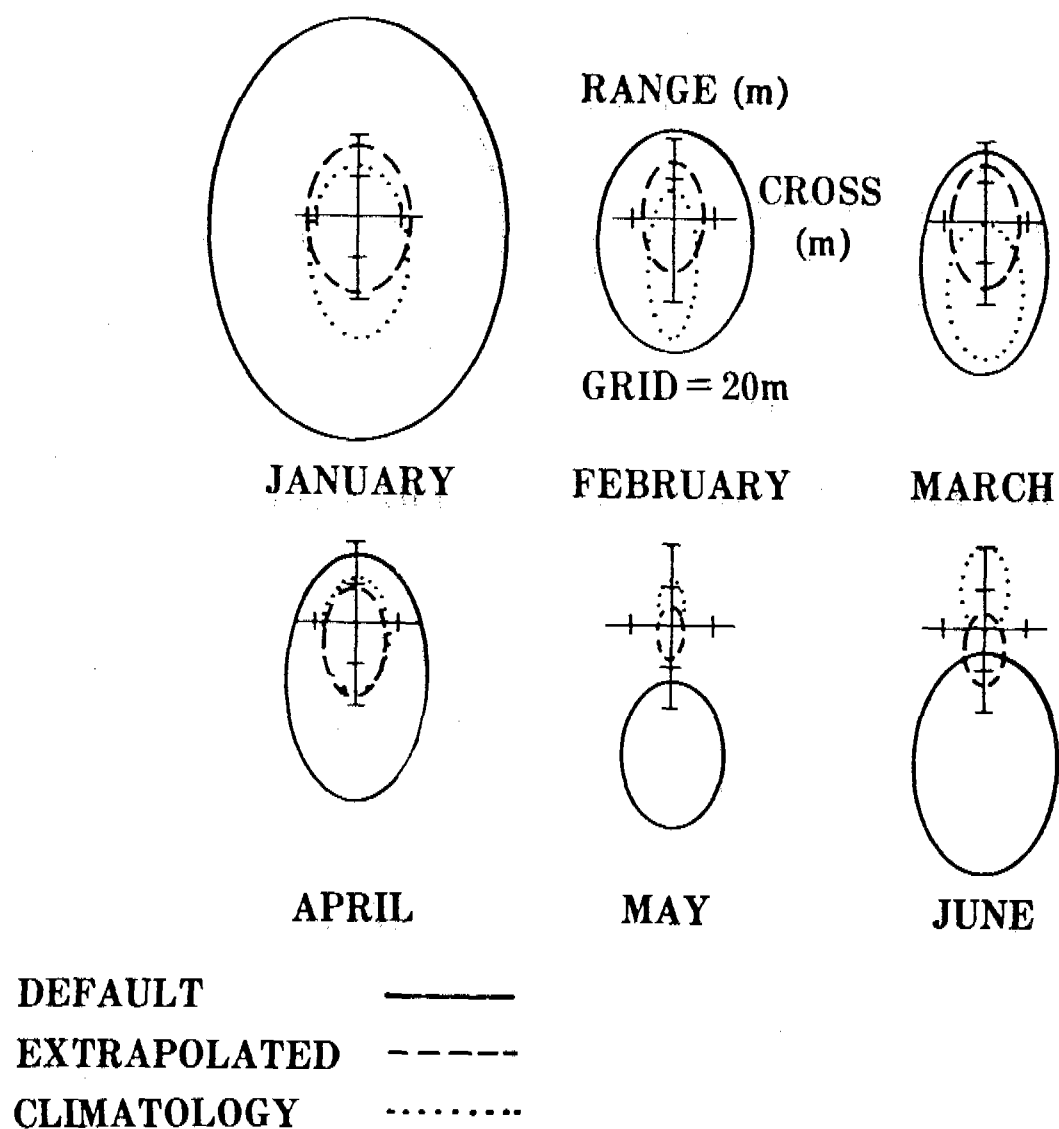 RANGE (m)
CROSS
(m)
GRID = 20m
JANUARY
FEBRUARY
MARCH
APRIL
MAY
JUNE
DEFAULT
EXTRAPOLATED
CLIMATOLOGY